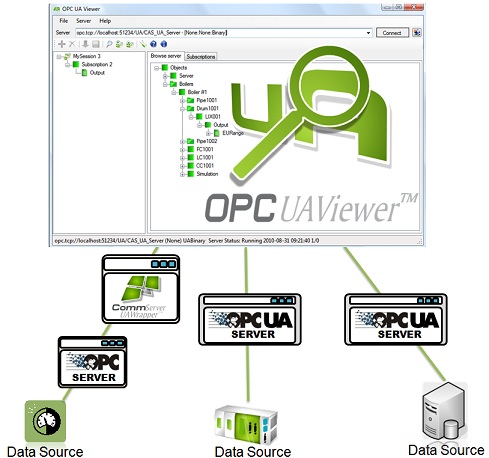 OPC UA Viewer
File Server Help
Server opc.tcp://localhost:51234/UA/CAS_UA_Server - [None:None:Binary] Connect
MySession 3
Subscription 2
Output
Browse server Subscriptions
Objects
Server
Boilers
Boiler #1
Pipe1001
Drum1001
LIX001
Output
EURange
Pipe1002
FC1001
LC1001
CC1001
Simulation
UA
OPC UAViewer™
opc.tcp://localhost:51234/UA/CAS_UA_Server (None) UABinary Server Status: Running 2010-08-31 09:21:40 1/0
CommServer
UAWrapper
OPC
SERVER
OPC UA
SERVER
OPC UA
SERVER
Data Source
Data Source
Data Source